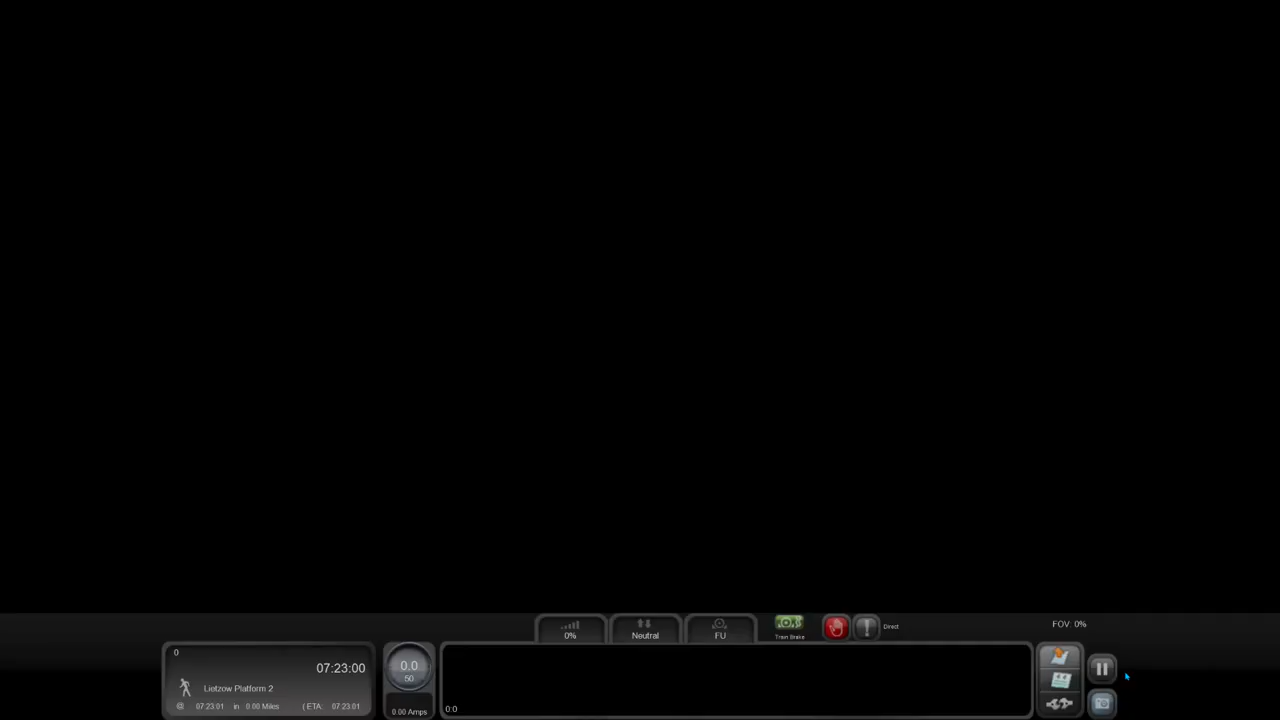 0% Neutral FU Train Brake Direct FOV: 0%
0
07:23:00
Lietzow Platform 2
@ 07:23:01 in 0.00 Miles ( ETA: 07:23:01
0.0
50
0.00 Amps
0:0